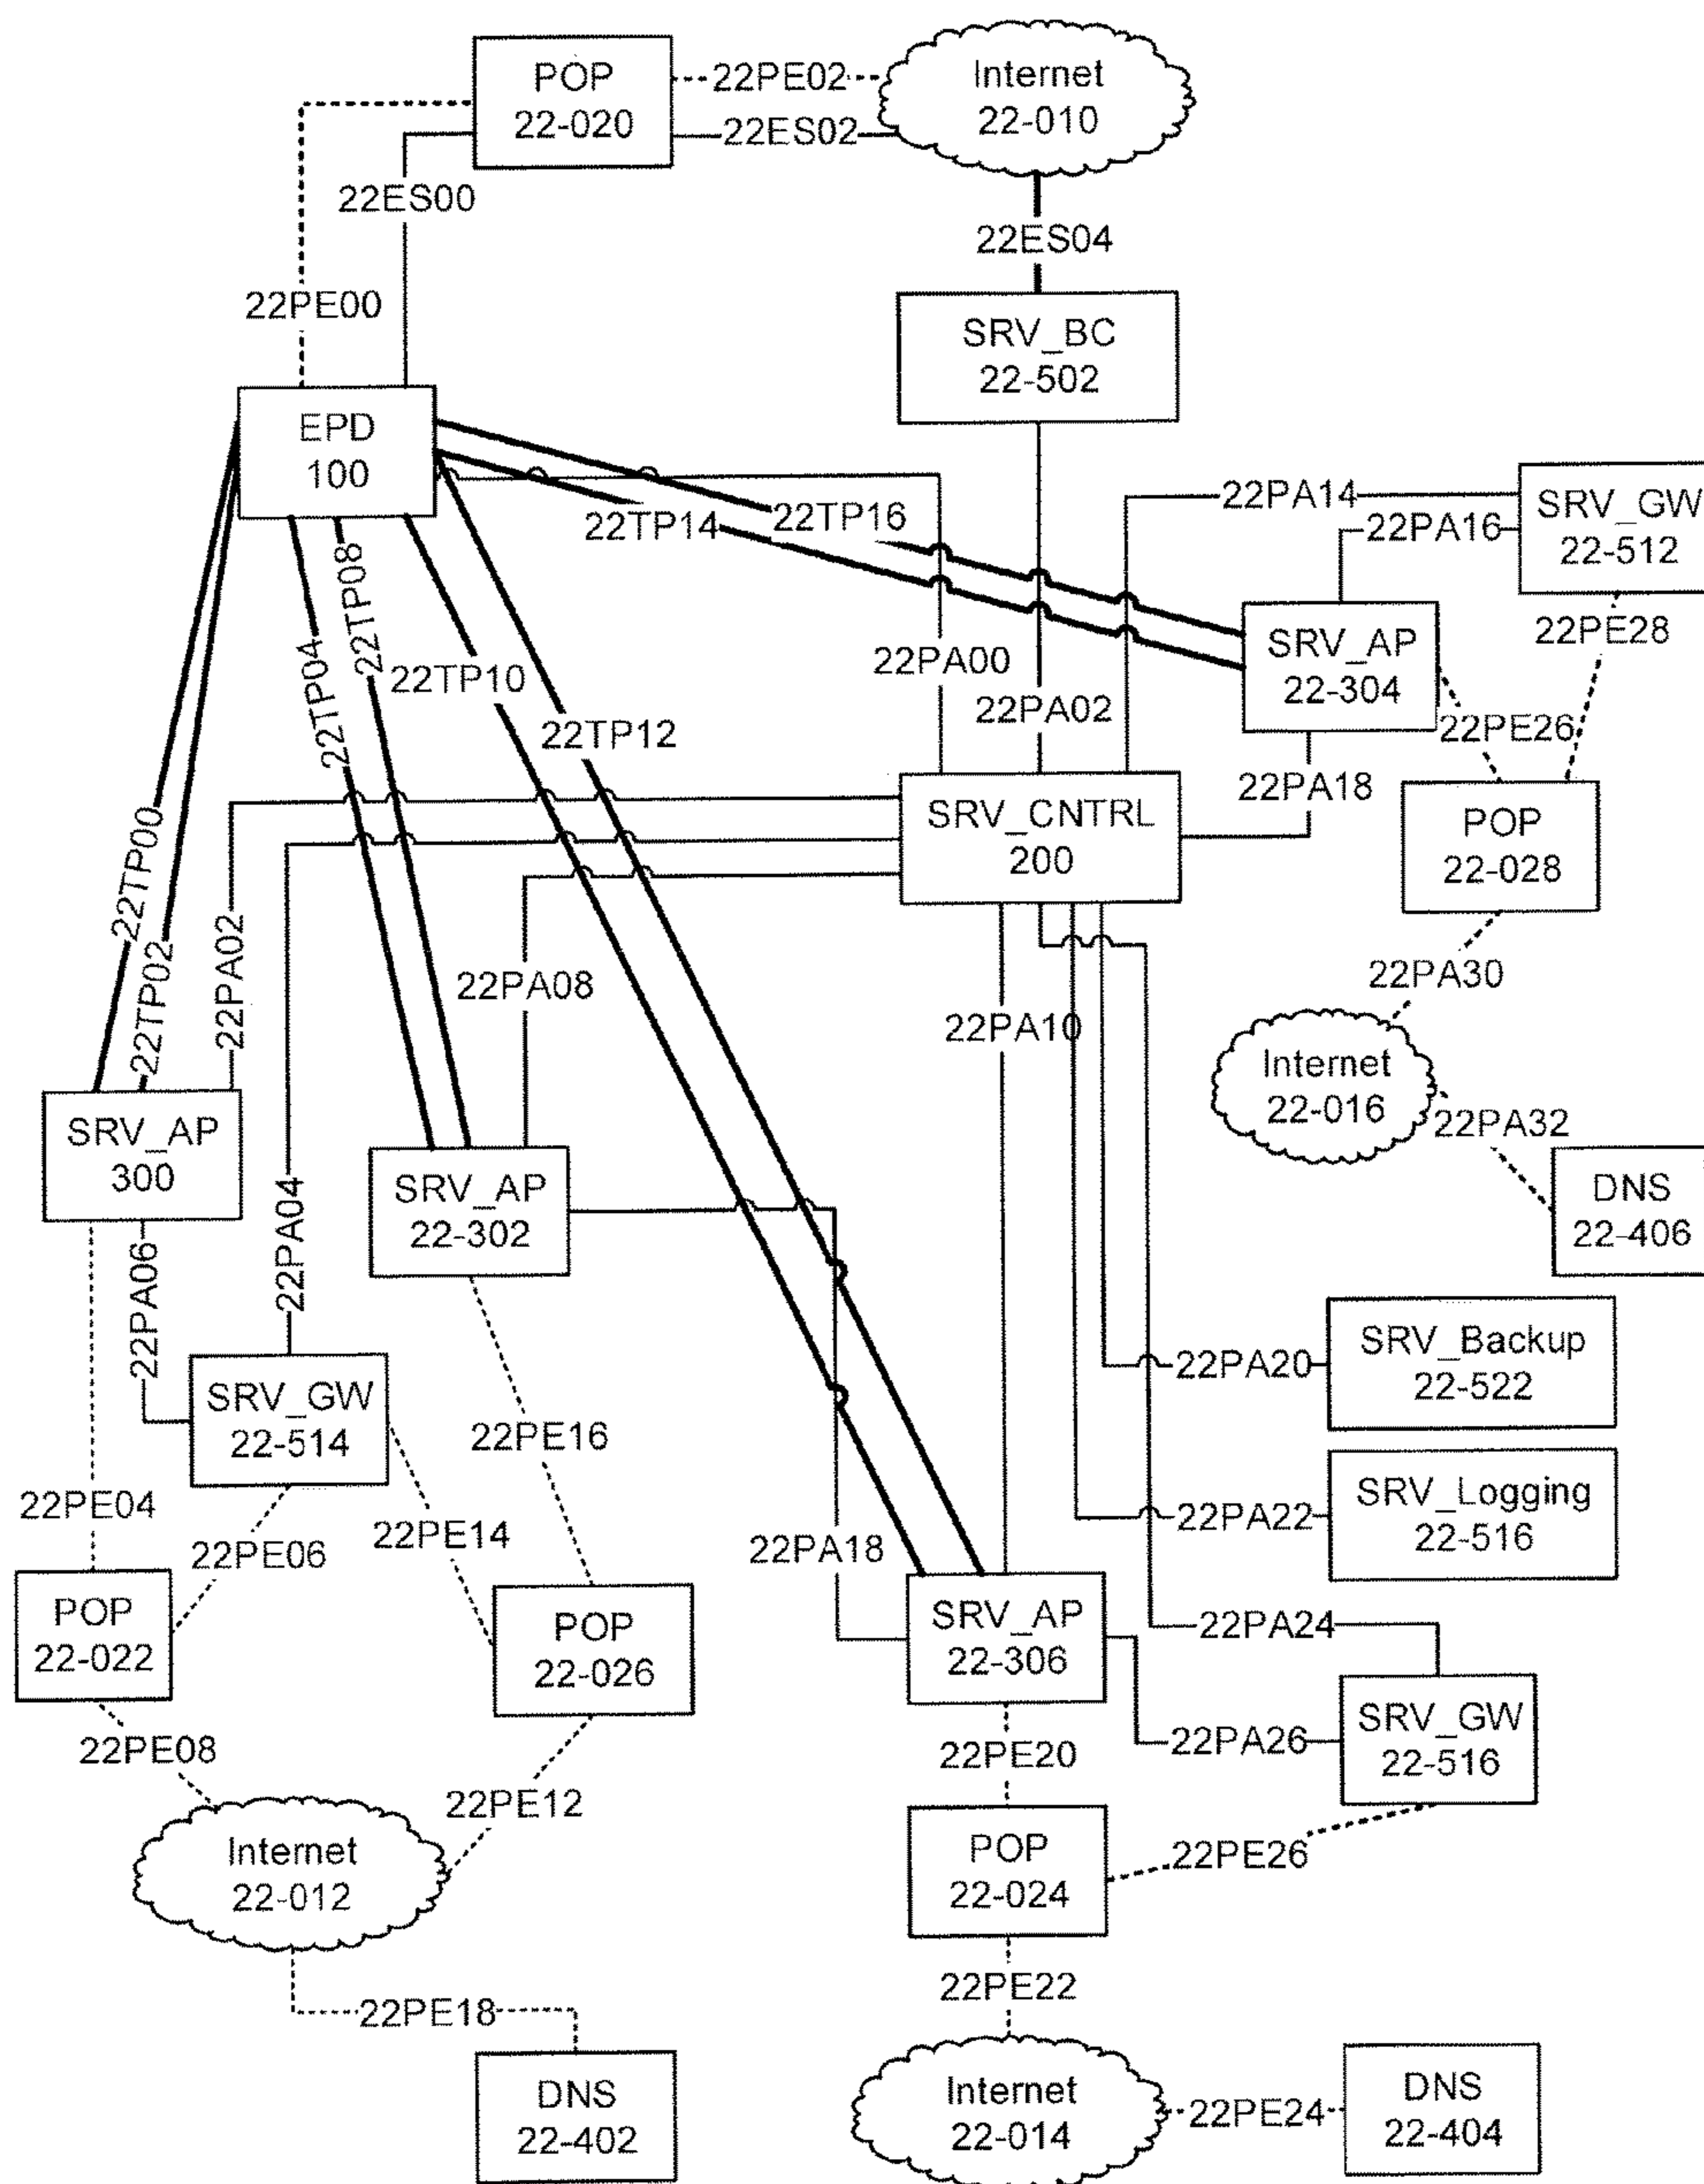 POP
22-020
22PE02
22ES02
Internet
22-010
22ES00
22ES04
22PE00
SRV_BC
22-502
EPD
100
22TP14
22TP16
22PA14
22PA16
SRV_GW
22-512
22TP04
22TP08
22TP10
22TP12
22PA00
22PA02
SRV_AP
22-304
22PE28
22PE26
22PA18
SRV_CNTRL
200
POP
22-028
22TP00
22TP02
22PA02
22PA08
22PA10
22PA30
Internet
22-016
22PA32
DNS
22-406
SRV_AP
300
SRV_AP
22-302
22PA06
22PA04
SRV_Backup
22-522
22PA20
SRV_GW
22-514
22PE16
SRV_Logging
22-516
22PA22
22PE04
22PE06
22PE14
22PA18
POP
22-022
POP
22-026
SRV_AP
22-306
22PA24
SRV_GW
22-516
22PA26
22PE08
22PE12
22PE20
Internet
22-012
POP
22-024
22PE26
22PE18
22PE22
DNS
22-402
Internet
22-014
22PE24
DNS
22-404